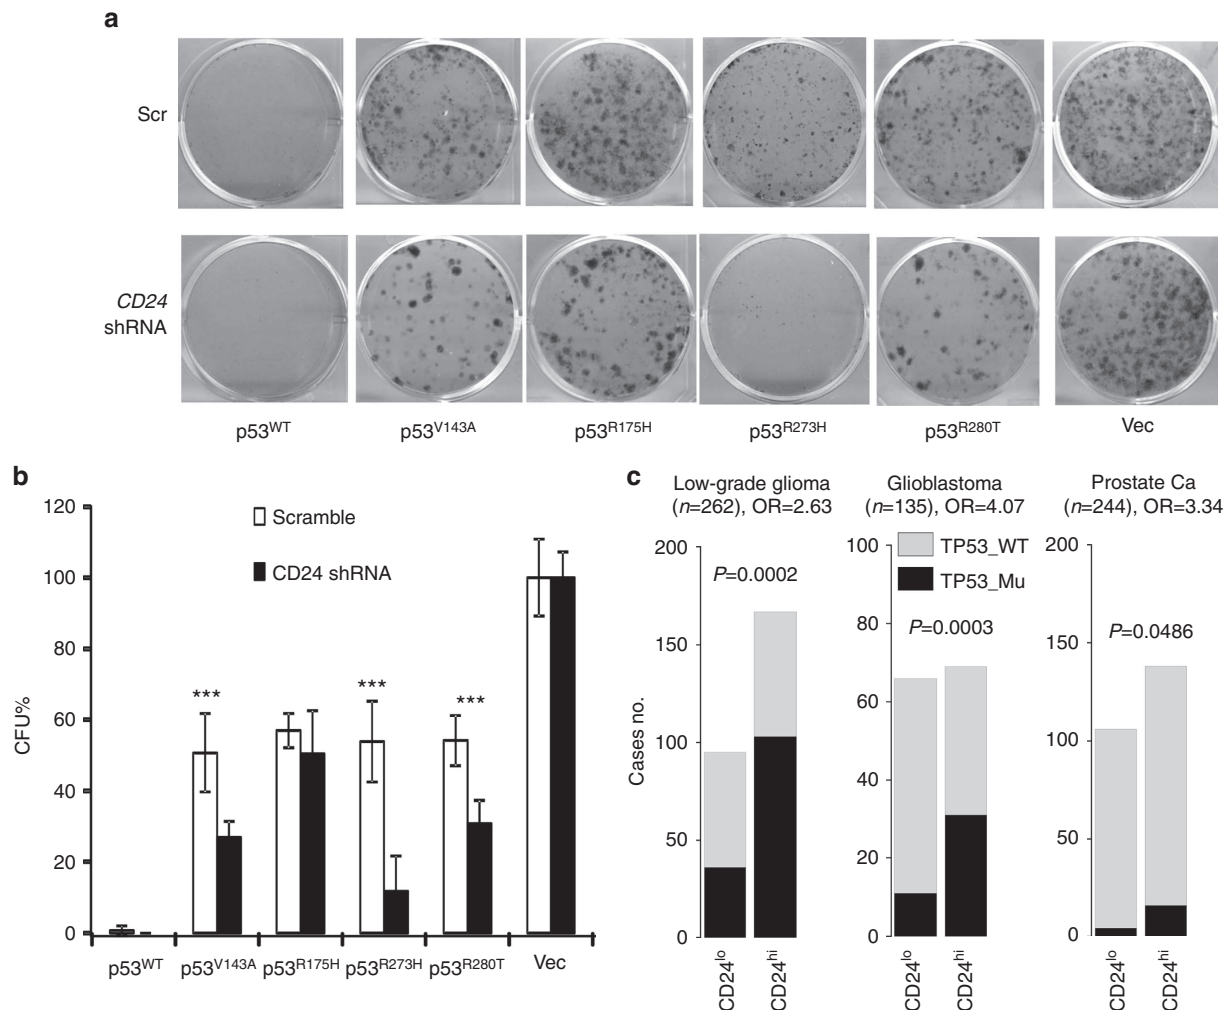 a
Scr
CD24
shRNA
p53WT p53V143A p53R175H p53R273H p53R280T Vec
b
120
100
80
60
40
20
0
CFU%
Scramble
CD24 shRNA
*** *** ***
p53WT p53V143A p53R175H p53R273H p53R280T Vec
c
Low-grade glioma
(n=262), OR=2.63
Glioblastoma
(n=135), OR=4.07
Prostate Ca
(n=244), OR=3.34
TP53_WT
TP53_Mu
Cases no.
200
150
100
50
0
P=0.0002
CD24lo
CD24hi
100
80
60
40
20
0
P=0.0003
CD24lo
CD24hi
200
150
100
50
0
P=0.0486
CD24lo
CD24hi